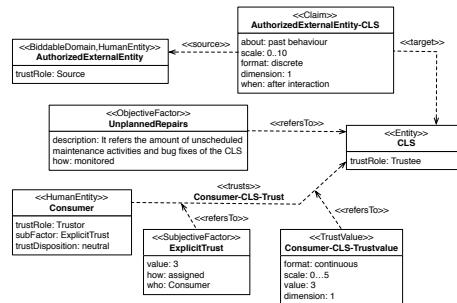 <<Claim>>
AuthorizedExternalEntity-CLS
about: past behaviour
scale: 0..10
format: discrete
dimension: 1
when: after interaction
<<BiddableDomain,HumanEntity>>
AuthorizedExternalEntity
trustRole: Source
<<source>>
<<target>>
<<ObjectiveFactor>>
UnplannedRepairs
description: It refers the amount of unscheduled
maintenance activities and bug fixes of the CLS
how: monitored
<<refersTo>>
<<Entity>>
CLS
trustRole: Trustee
<<HumanEntity>>
Consumer
trustRole: Trustor
subFactor: ExplicitTrust
trustDisposition: neutral
<<trusts>>
Consumer-CLS-Trust
<<refersTo>>
<<refersTo>>
<<SubjectiveFactor>>
ExplicitTrust
value: 3
how: assigned
who: Consumer
<<TrustValue>>
Consumer-CLS-Trustvalue
format: continuous
scale: 0...5
value: 3
dimension: 1